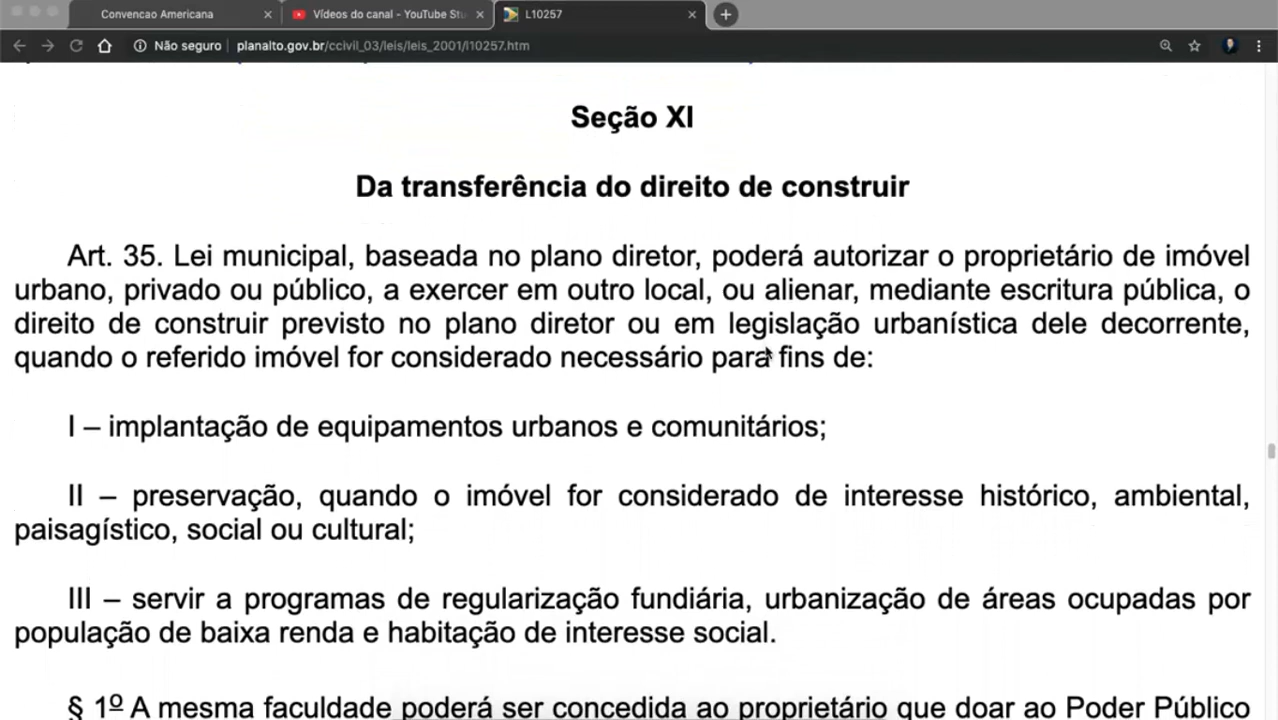 Convencao Americana
Vídeos do canal - YouTube Stu
L10257
Não seguro
planalto.gov.br/ccivil_03/leis/leis_2001/l10257.htm
Seção XI
Da transferência do direito de construir
Art. 35. Lei municipal, baseada no plano diretor, poderá autorizar o proprietário de imóvel
urbano, privado ou público, a exercer em outro local, ou alienar, mediante escritura pública, o
direito de construir previsto no plano diretor ou em legislação urbanística dele decorrente,
quando o referido imóvel for considerado necessário para fins de:
I – implantação de equipamentos urbanos e comunitários;
II – preservação, quando o imóvel for considerado de interesse histórico, ambiental,
paisagístico, social ou cultural;
III – servir a programas de regularização fundiária, urbanização de áreas ocupadas por
população de baixa renda e habitação de interesse social.
§ 1º A mesma faculdade poderá ser concedida ao proprietário que doar ao Poder Público